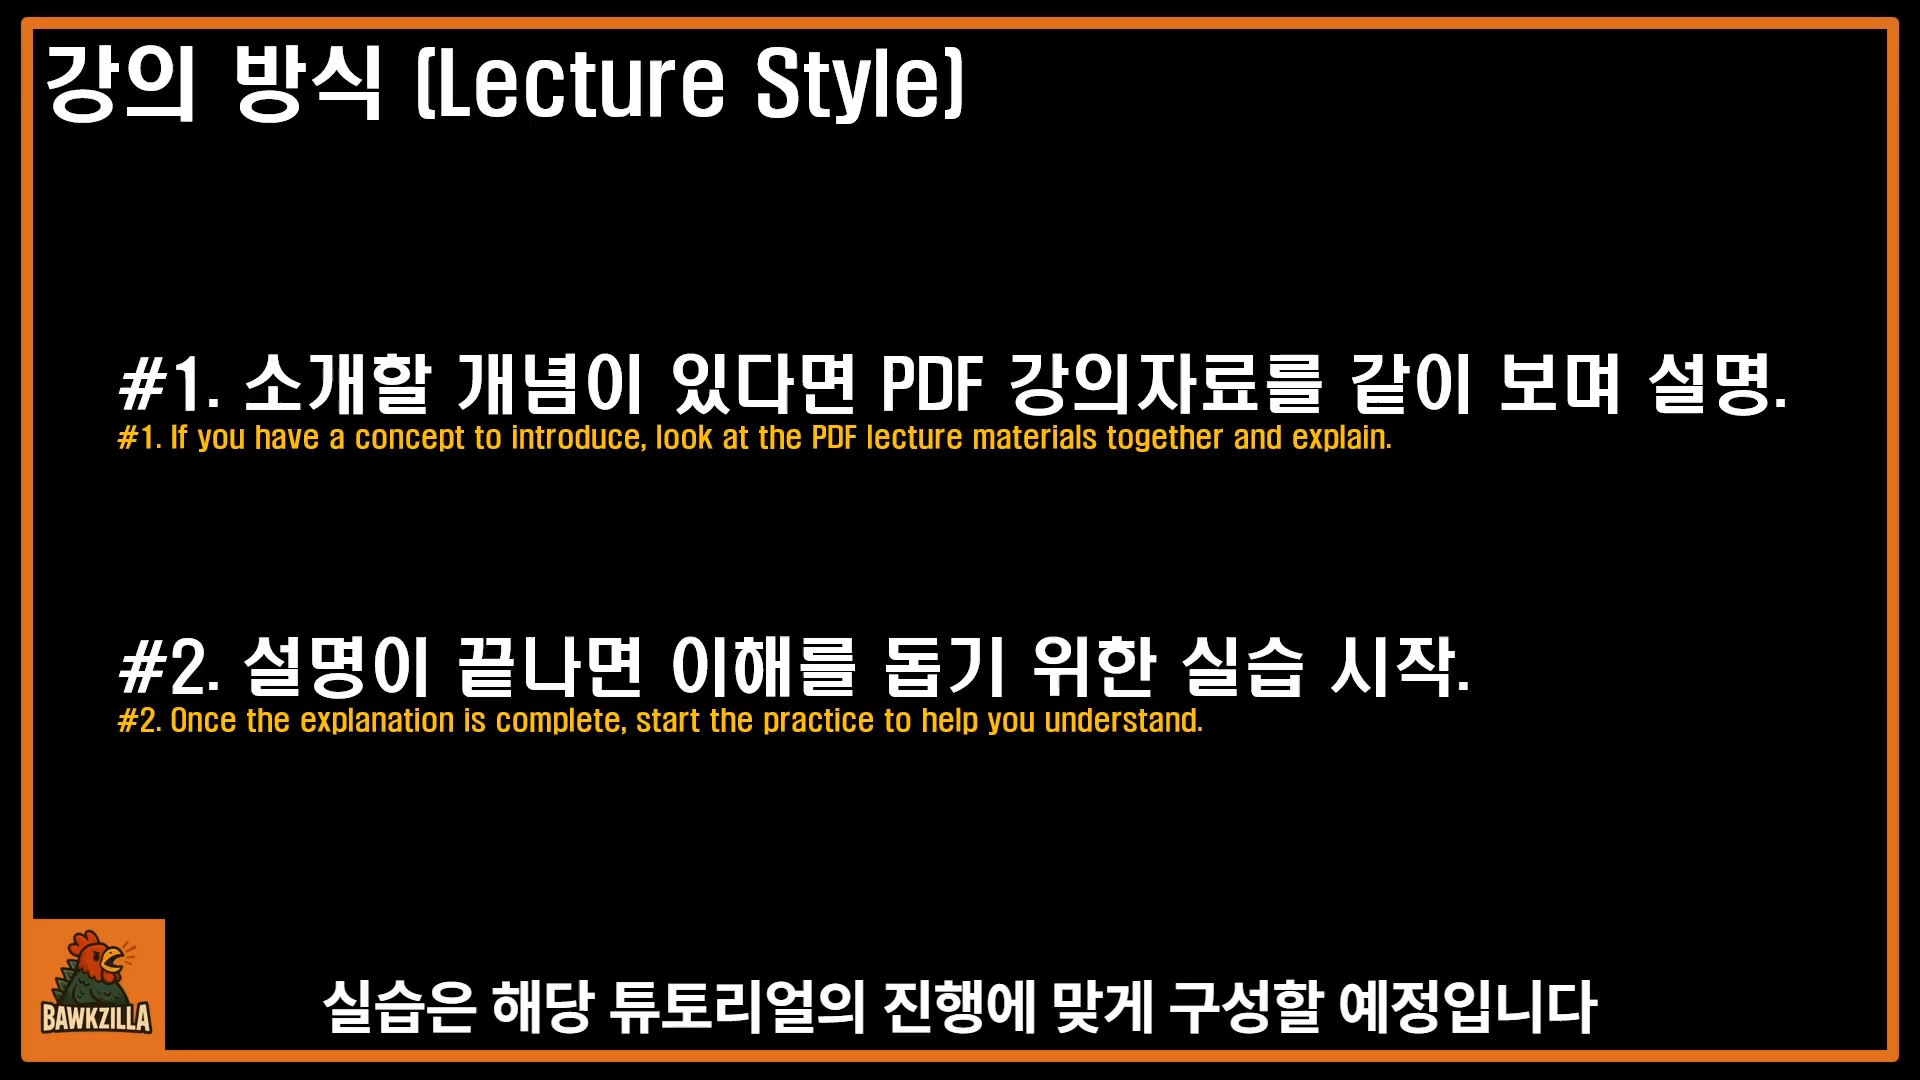 강의 방식 (Lecture Style)
#1. 소개할 개념이 있다면 PDF 강의자료를 같이 보며 설명.
#1. If you have a concept to introduce, look at the PDF lecture materials together and explain.
#2. 설명이 끝나면 이해를 돕기 위한 실습 시작.
#2. Once the explanation is complete, start the practice to help you understand.
BAWKZILLA
실습은 해당 튜토리얼의 진행에 맞게 구성할 예정입니다